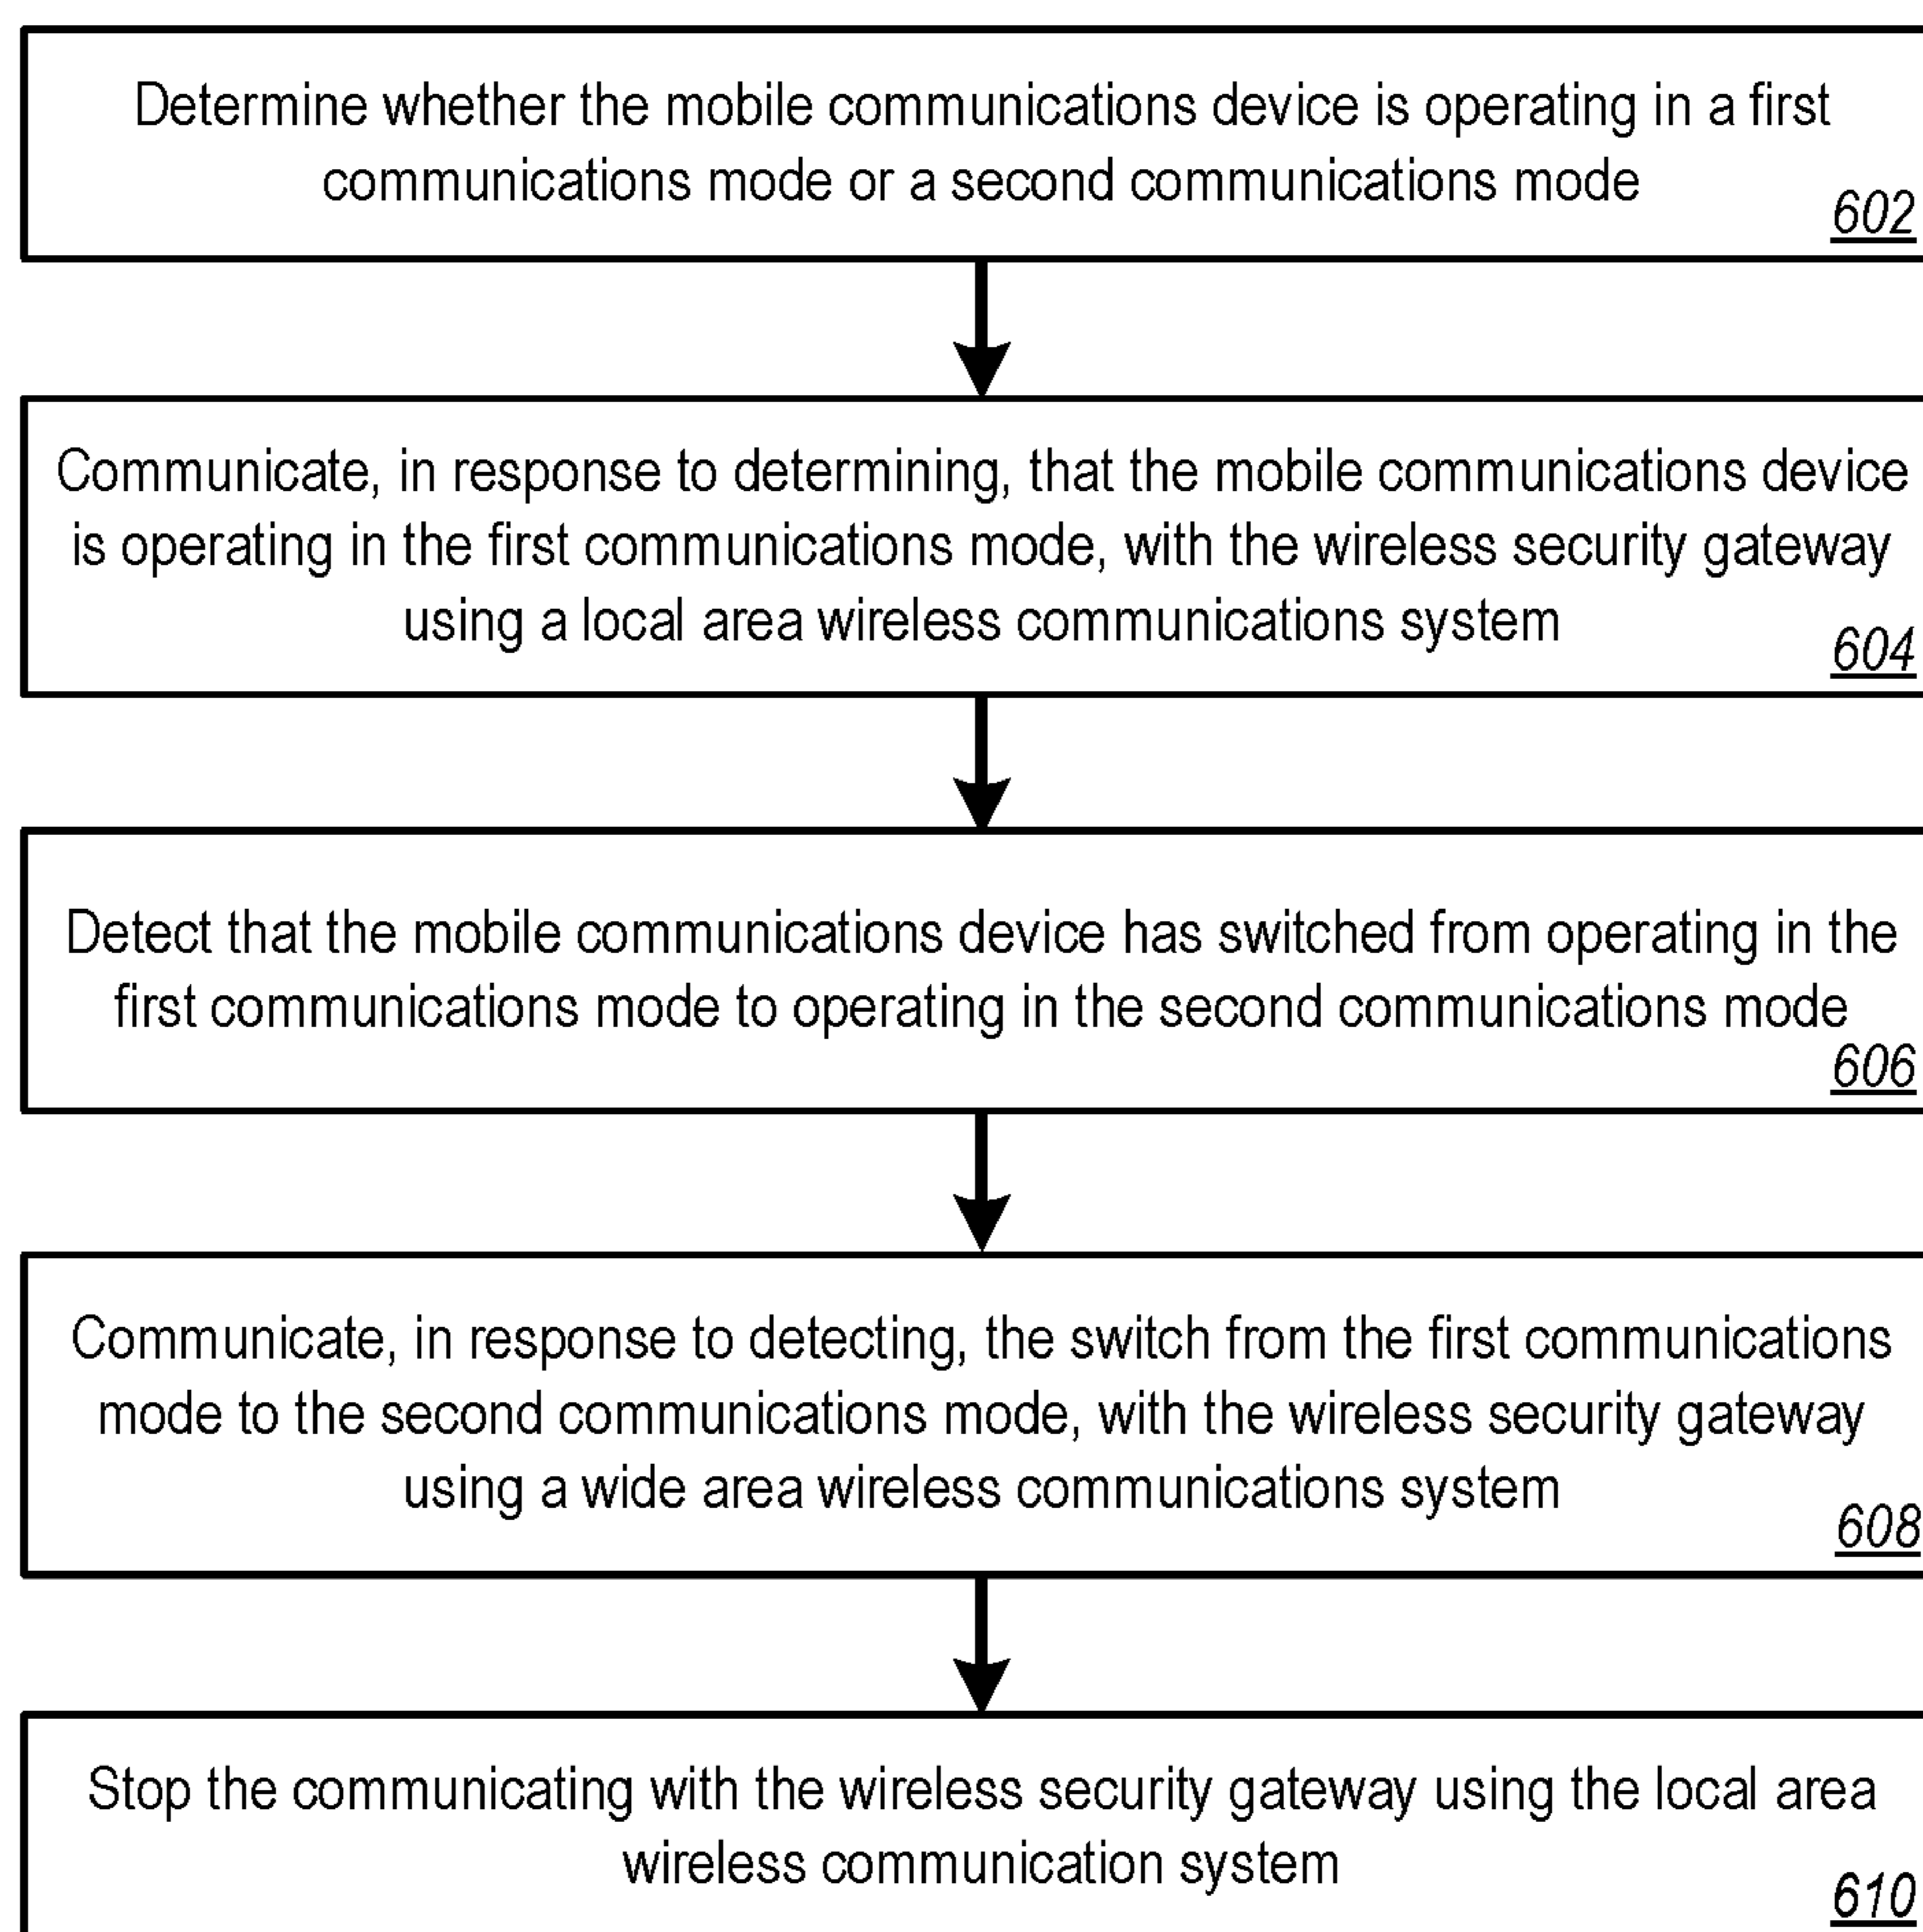 Determine whether the mobile communications device is operating in a first
communications mode or a second communications mode
602
Communicate, in response to determining, that the mobile communications device
is operating in the first communications mode, with the wireless security gateway
using a local area wireless communications system
604
Detect that the mobile communications device has switched from operating in the
first communications mode to operating in the second communications mode
606
Communicate, in response to detecting, the switch from the first communications
mode to the second communications mode, with the wireless security gateway
using a wide area wireless communications system
608
Stop the communicating with the wireless security gateway using the local area
wireless communication system
610